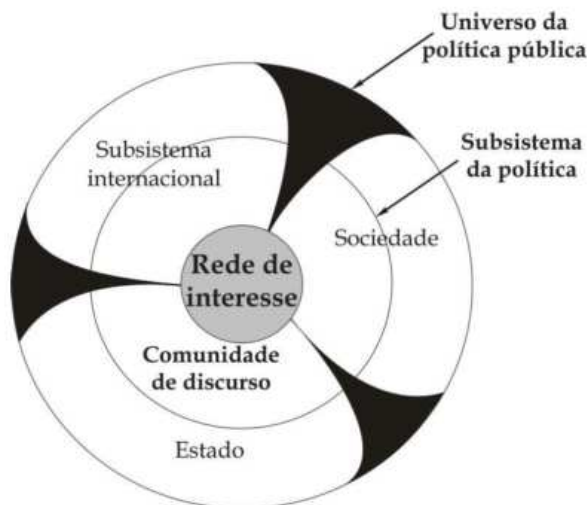 Universo da
política pública
Subsistema
da política
Subsistema
internacional
Sociedade
Rede de
interesse
Comunidade
de discurso
Estado